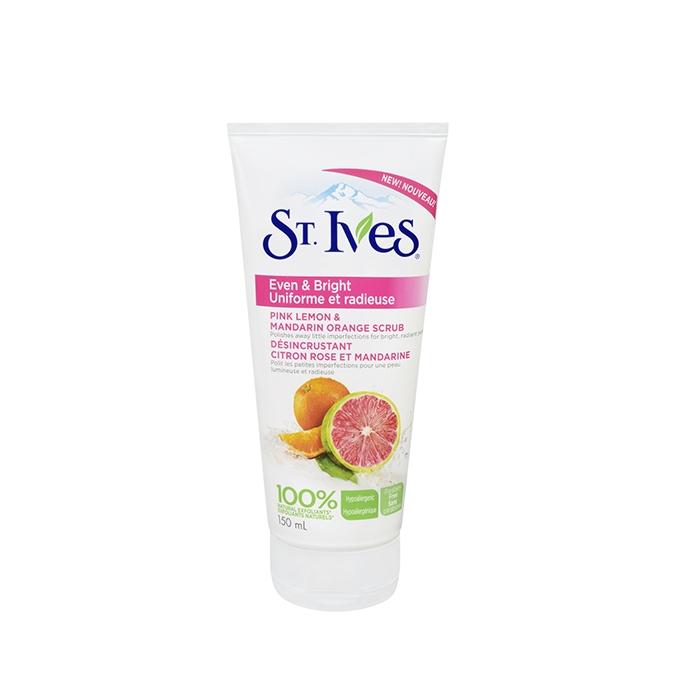 NEW! NOUVEAU!
ST. IVES®
Even & Bright
Uniforme et radieuse
PINK LEMON &
MANDARIN ORANGE SCRUB
Polishes away little imperfections for bright, radiant
DÉSINCRUSTANT
CITRON ROSE ET MANDARINE
Polit les petites imperfections pour une peau
lumineuse et radieuse
100%
NATURAL EXFOLIANTS*
EXFOLIANTS NATURELS*
150 mL
Hypoallergenic
Hypoallergénique
Free
Sans